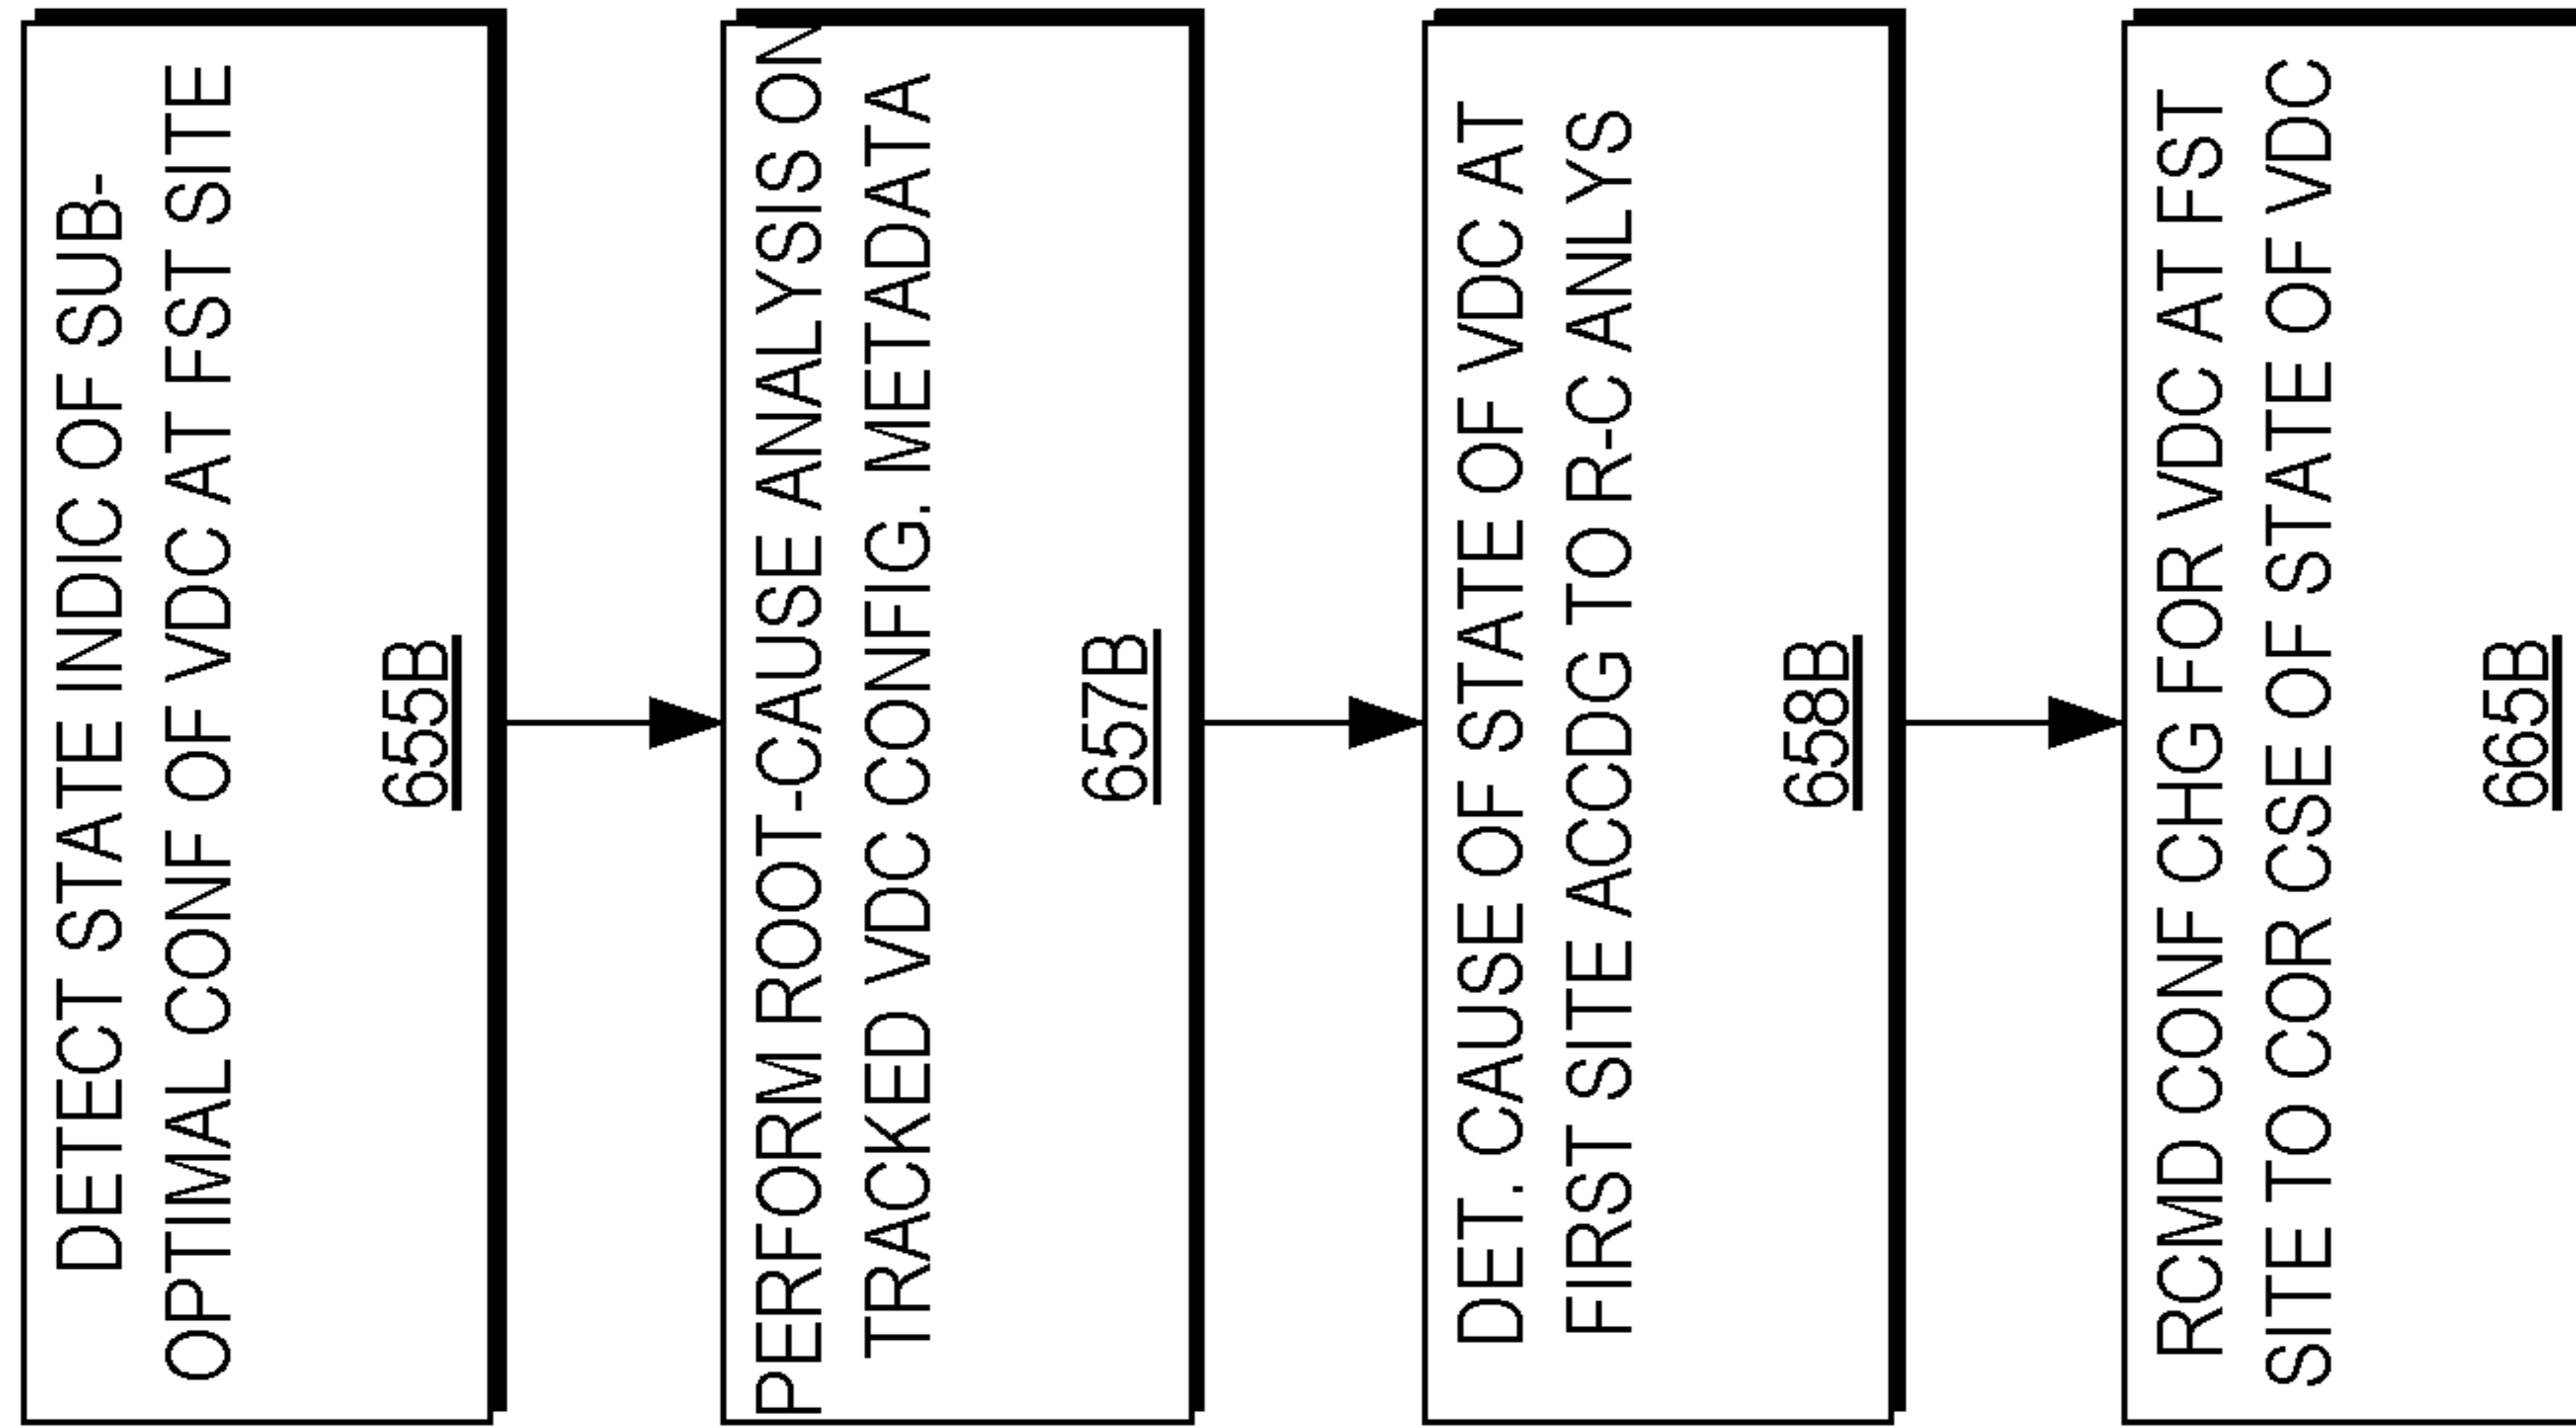 DETECT STATE INDIC OF SUB-
OPTIMAL CONF OF VDC AT FST SITE
655B
PERFORM ROOT-CAUSE ANALYSIS ON
TRACKED VDC CONFIG. METADATA
657B
DET. CAUSE OF STATE OF VDC AT
FIRST SITE ACCDG TO R-C ANLYS
658B
RCMD CONF CHG FOR VDC AT FST
SITE TO COR CSE OF STATE OF VDC
665B